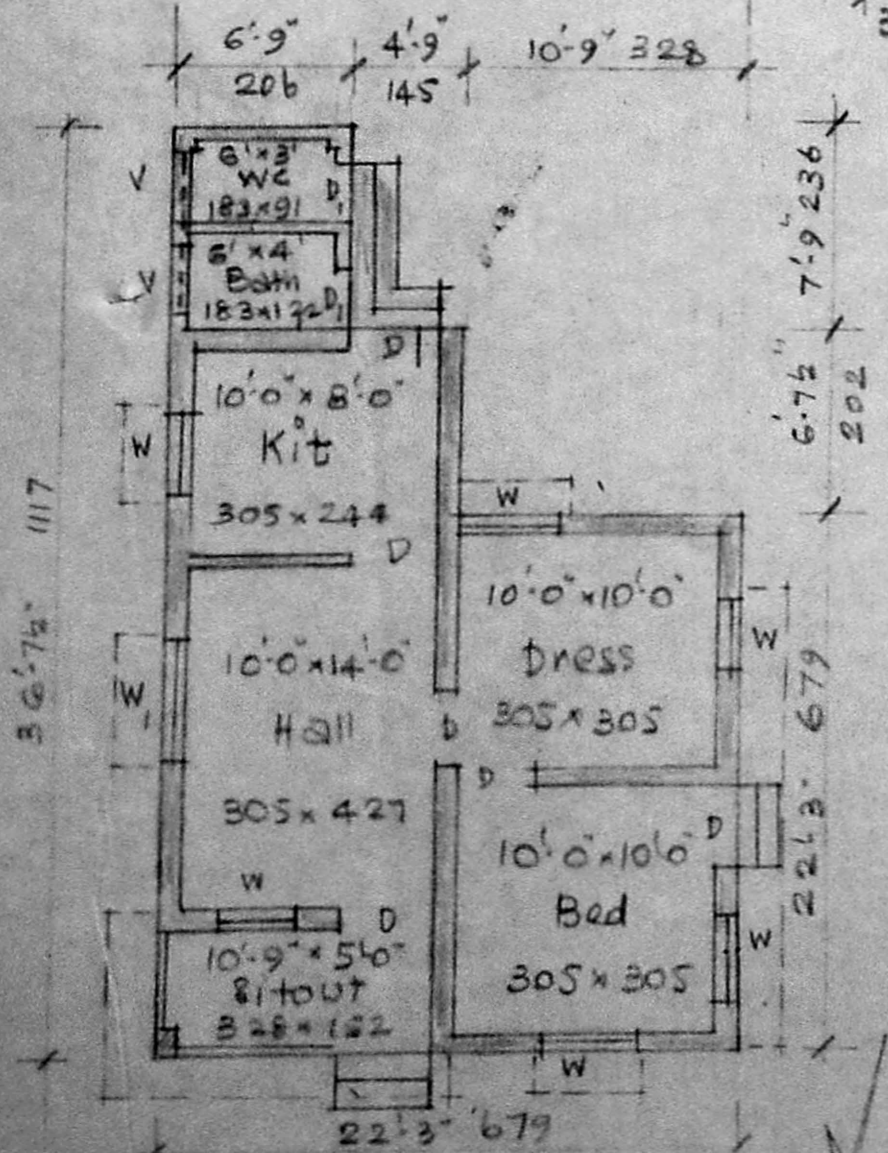 6'-9" 4'-9" 10'-9" 328
206 145
6'×3'
V WC D1
183×91
6'×4'
V Bath
183×122 D1
7'-9" 236
D
10'-0" × 8'-0"
W Kit
305 × 244
D
6'-7½" 202
W
36'-7½" 1117
10'-0" × 10'-0"
Dress W
305 × 305
10'-0" × 14'-0"
W1 Hall D
305 × 427
D
22'-3" 679
10'-0" × 10'-0" D
Bed
305 × 305 W
W D
10'-9" × 5'-0"
Sitout
328 × 152
W
22'-3" 679